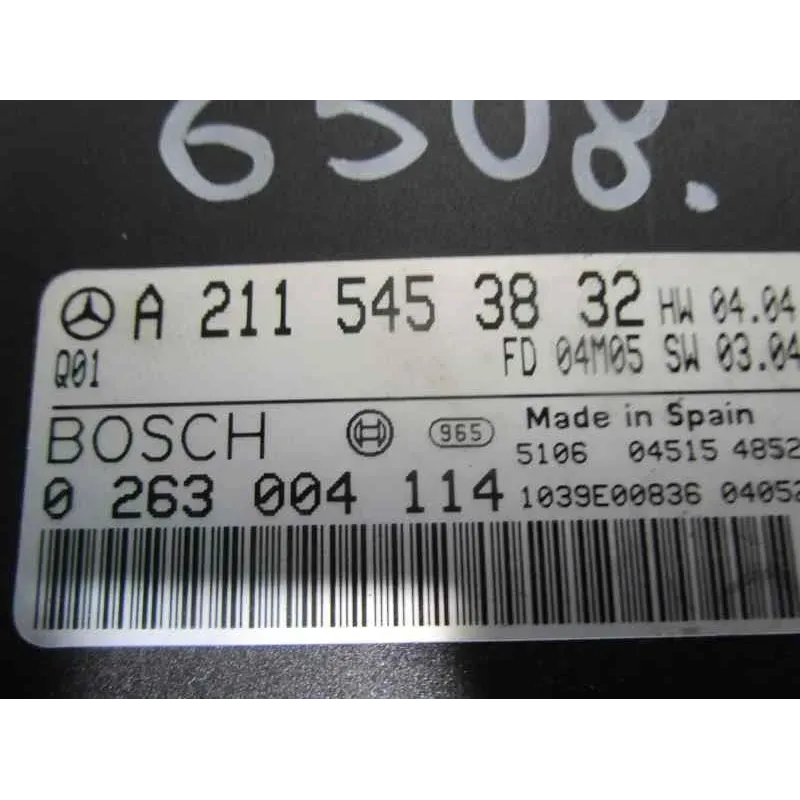 6508.
A 211 545 38 32 HW 04.04
Q01 FD 04M05 SW 03.04
BOSCH 965 Made in Spain
5106 04515 4852
0 263 004 114 1039E00836 04052